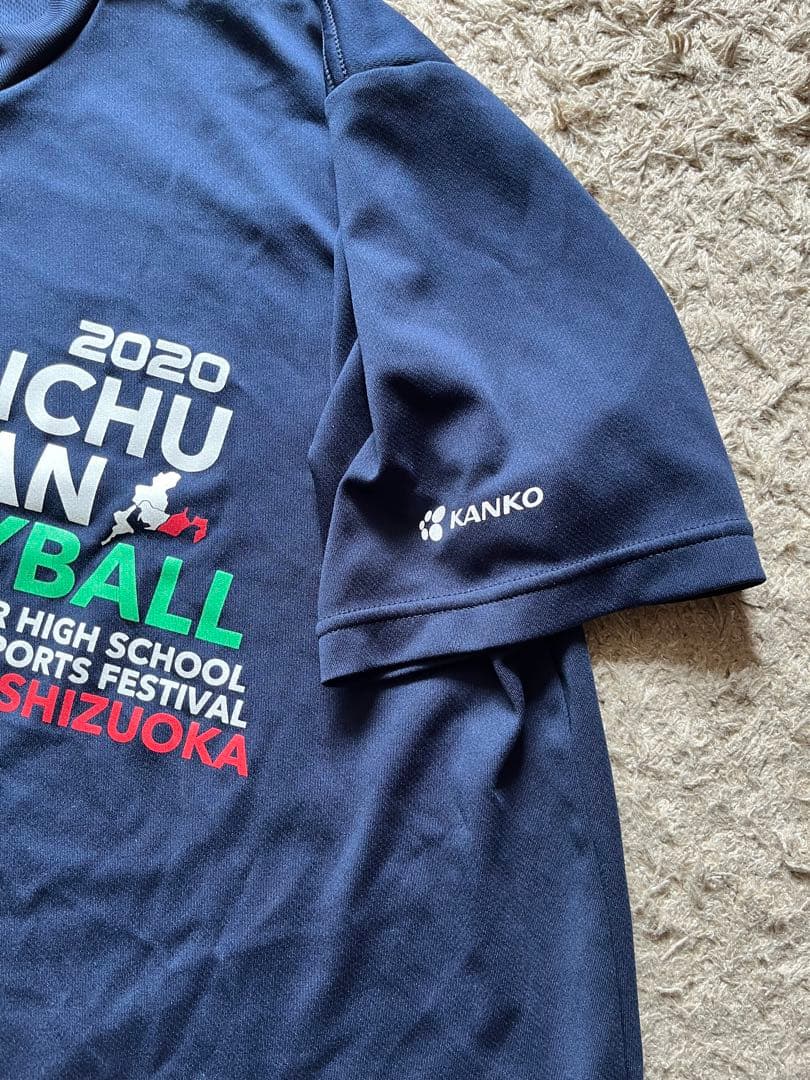 2020
ICHU
AN
YBALL
R HIGH SCHOOL
PORTS FESTIVAL
SHIZUOKA
KANKO